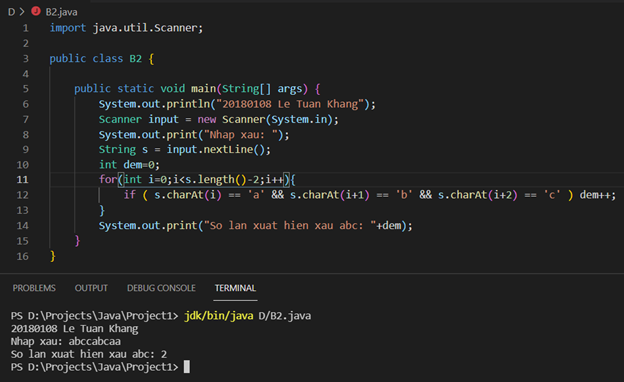 D > B2.java
1 import java.util.Scanner;
2
3 public class B2 {
4
5 public static void main(String[] args) {
6 System.out.println("20180108 Le Tuan Khang");
7 Scanner input = new Scanner(System.in);
8 System.out.print("Nhap xau: ");
9 String s = input.nextLine();
10 int dem=0;
11 for(int i=0;i<s.length()-2;i++){
12 if ( s.charAt(i) == 'a' && s.charAt(i+1) == 'b' && s.charAt(i+2) == 'c' ) dem++;
13 }
14 System.out.print("So lan xuat hien xau abc: "+dem);
15 }
16 }
PROBLEMS OUTPUT DEBUG CONSOLE TERMINAL
PS D:\Projects\Java\Project1> jdk/bin/java D/B2.java
20180108 Le Tuan Khang
Nhap xau: abccabcaa
So lan xuat hien xau abc: 2
PS D:\Projects\Java\Project1>